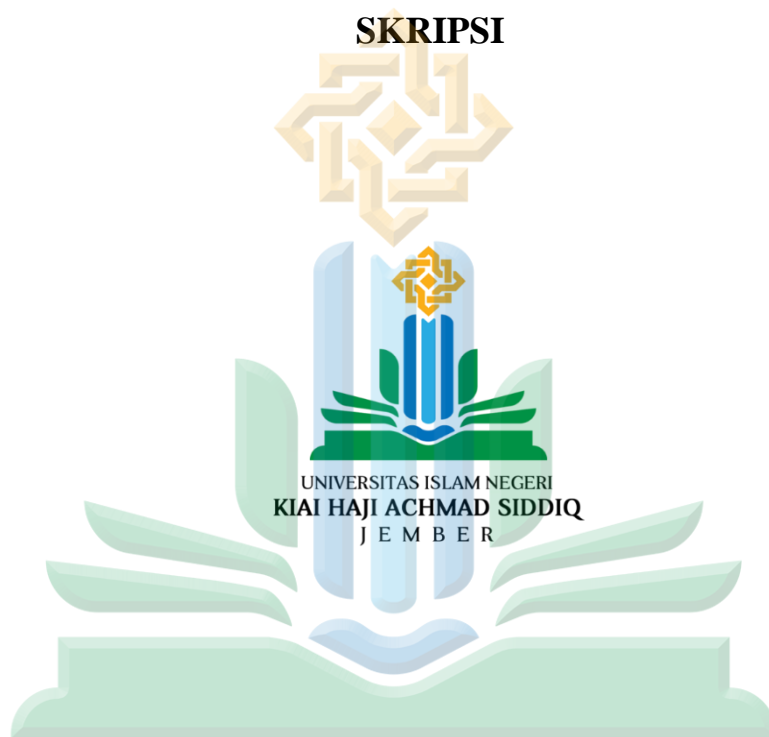 SKRIPSI
UNIVERSITAS ISLAM NEGERI
KIAI HAJI ACHMAD SIDDIQ
J E M B E R